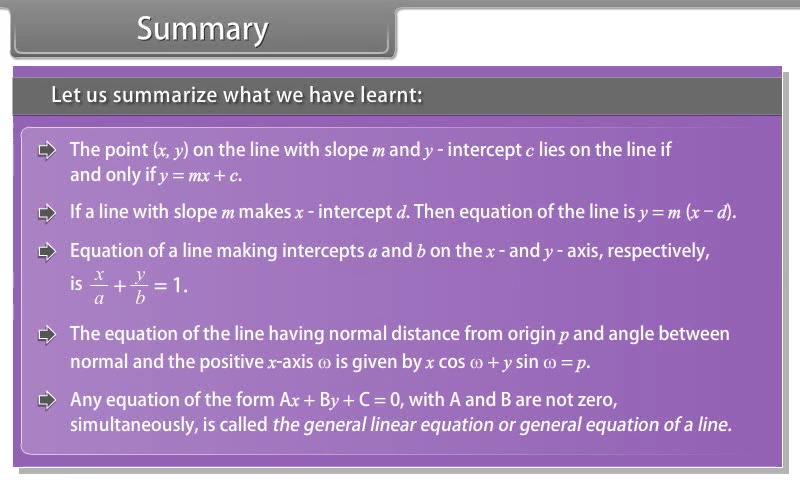 Summary
Let us summarize what we have learnt:
The point (x, y) on the line with slope m and y - intercept c lies on the line if
and only if y = mx + c.
If a line with slope m makes x - intercept d. Then equation of the line is y = m (x − d).
Equation of a line making intercepts a and b on the x - and y - axis, respectively,
is x/a + y/b = 1.
The equation of the line having normal distance from origin p and angle between
normal and the positive x-axis ω is given by x cos ω + y sin ω = p.
Any equation of the form Ax + By + C = 0, with A and B are not zero,
simultaneously, is called the general linear equation or general equation of a line.